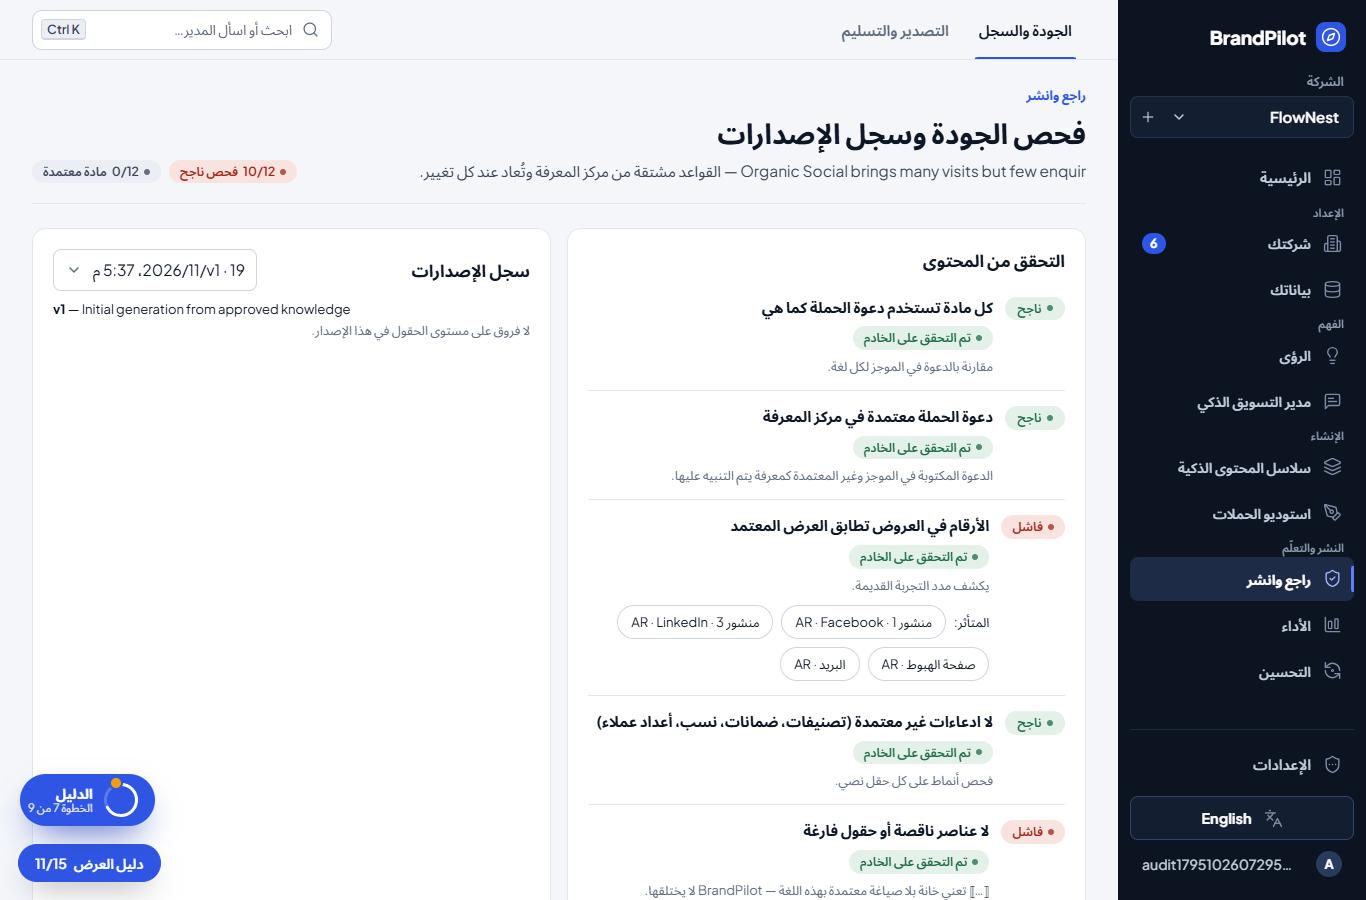 BrandPilot
الشركة
FlowNest
الرئيسية
الإعداد
شركتك
6
بياناتك
الفهم
الرؤى
مدير التسويق الذكي
الإنشاء
سلاسل المحتوى الذكية
استوديو الحملات
النشر والتعلّم
راجع وانشر
الأداء
التحسين
الإعدادات
English
A
audit1795102607295...
الجودة والسجل
التصدير والتسليم
ابحث أو اسأل المدير...
Ctrl K
راجع وانشر
فحص الجودة وسجل الإصدارات
Organic Social brings many visits but few enquir — القواعد مشتقة من مركز المعرفة وتُعاد عند كل تغيير.
10/12 فحص ناجح
0/12 مادة معتمدة
التحقق من المحتوى
ناجح
كل مادة تستخدم دعوة الحملة كما هي
تم التحقق على الخادم
مقارنة بالدعوة في الموجز لكل لغة.
ناجح
دعوة الحملة معتمدة في مركز المعرفة
تم التحقق على الخادم
الدعوة المكتوبة في الموجز وغير المعتمدة كمعرفة يتم التنبيه عليها.
فاشل
الأرقام في العروض تطابق العرض المعتمد
تم التحقق على الخادم
يكشف مدد التجربة القديمة.
المتأثر:
منشور 1 · AR · Facebook
منشور 3 · AR · LinkedIn
صفحة الهبوط · AR
البريد · AR
ناجح
لا ادعاءات غير معتمدة (تصنيفات، ضمانات، نسب، أعداد عملاء)
تم التحقق على الخادم
فحص أنماط على كل حقل نصي.
فاشل
لا عناصر ناقصة أو حقول فارغة
تم التحقق على الخادم
⟦…⟧ تعني خانة بلا صياغة معتمدة بهذه اللغة — BrandPilot لا يختلقها.
سجل الإصدارات
v1 · 19/11/2026، 5:37 م
v1 — Initial generation from approved knowledge
لا فروق على مستوى الحقول في هذا الإصدار.
الدليل
الخطوة 7 من 9
دليل العرض 11/15